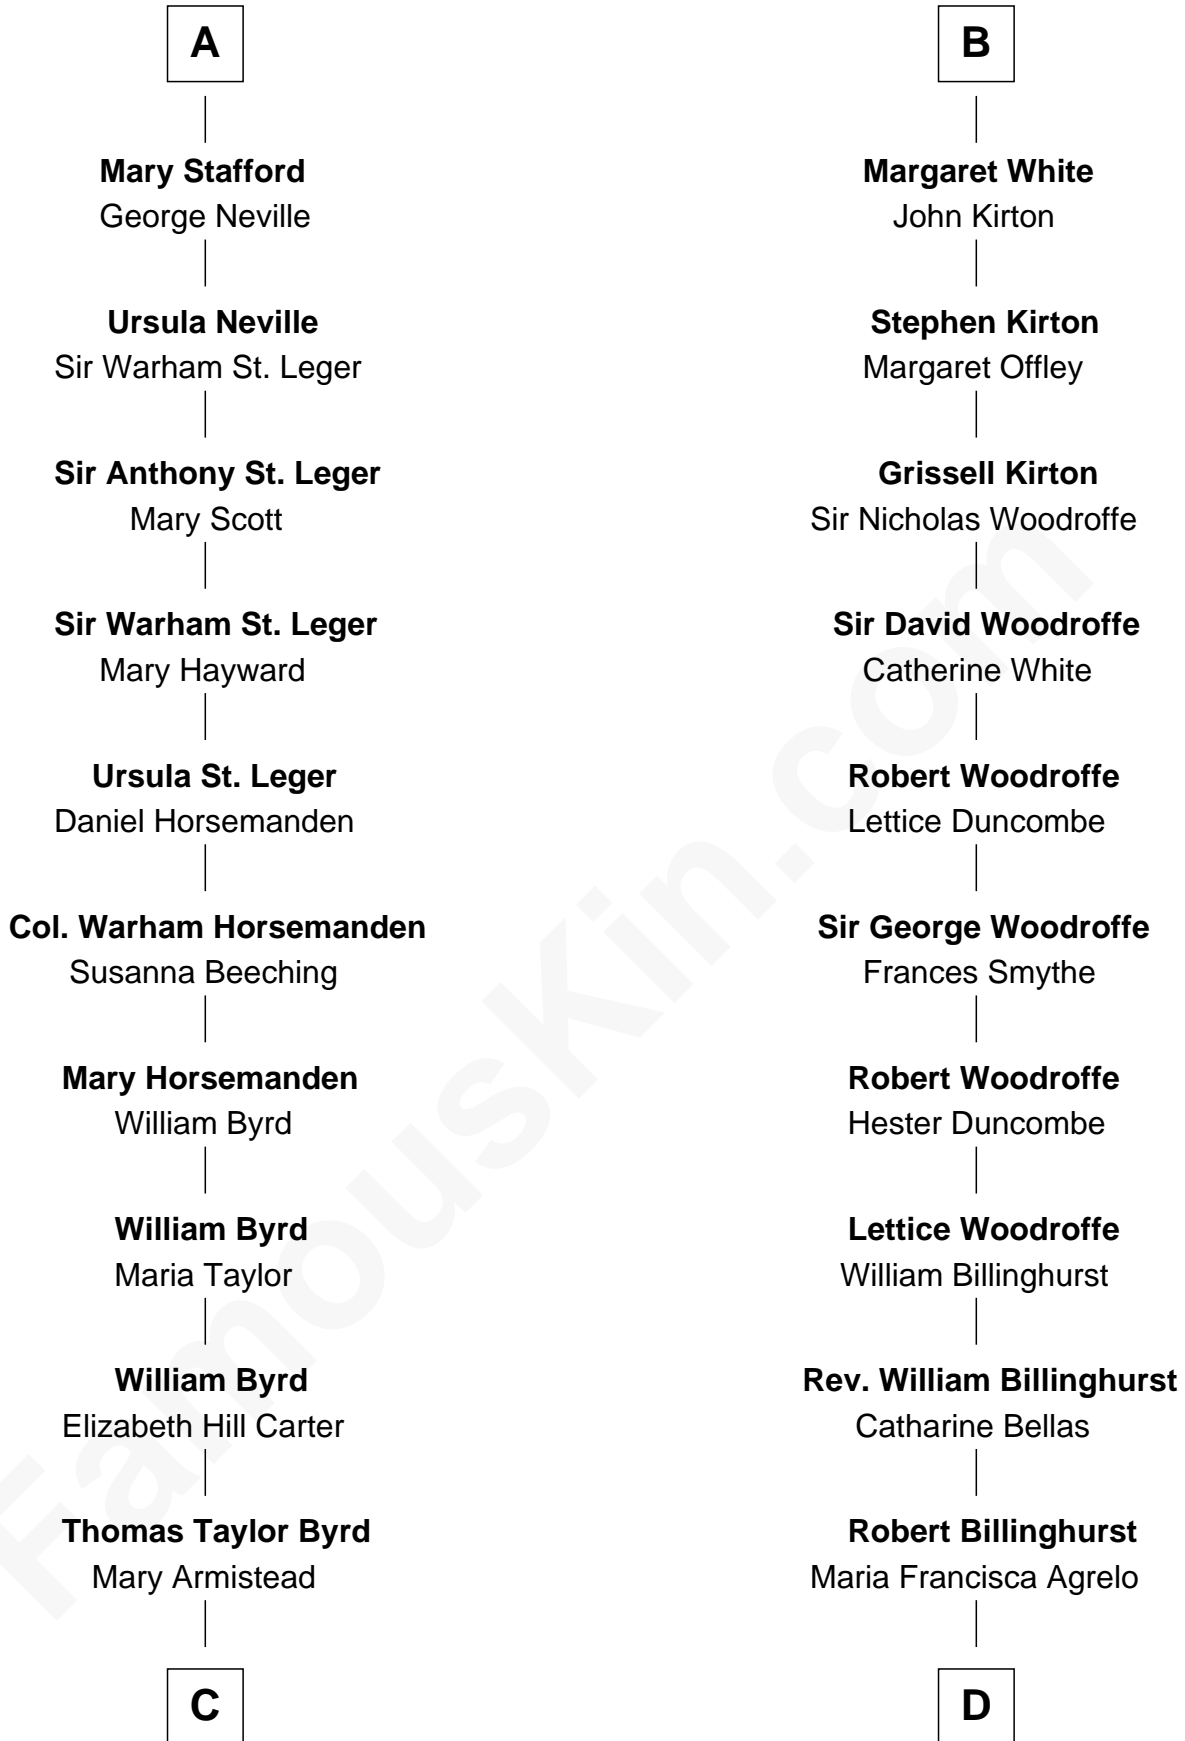 A
Mary Stafford
George Neville
Ursula Neville
Sir Warham St. Leger
Sir Anthony St. Leger
Mary Scott
Sir Warham St. Leger
Mary Hayward
Ursula St. Leger
Daniel Horsemanden
Col. Warham Horsemanden
Susanna Beeching
Mary Horsemanden
William Byrd
William Byrd
Maria Taylor
William Byrd
Elizabeth Hill Carter
Thomas Taylor Byrd
Mary Armistead
C
B
Margaret White
John Kirton
Stephen Kirton
Margaret Offley
Grissell Kirton
Sir Nicholas Woodroffe
Sir David Woodroffe
Catherine White
Robert Woodroffe
Lettice Duncombe
Sir George Woodroffe
Frances Smythe
Robert Woodroffe
Hester Duncombe
Lettice Woodroffe
William Billinghurst
Rev. William Billinghurst
Catharine Bellas
Robert Billinghurst
Maria Francisca Agrelo
D
FamousKin.com